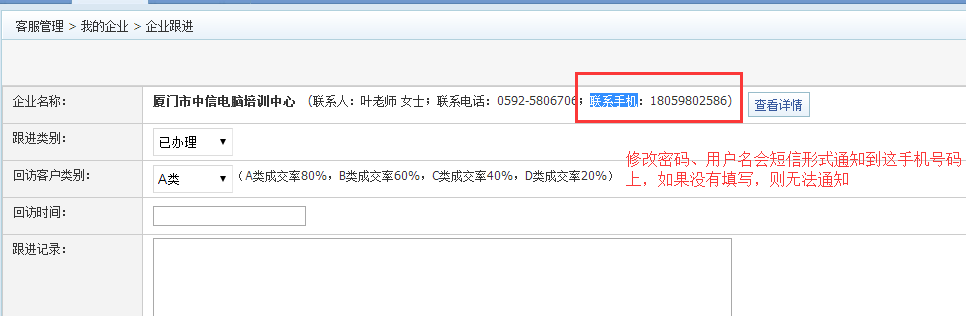 客服管理 > 我的企业 > 企业跟进
企业名称： 厦门市中信电脑培训中心 （联系人：叶老师 女士；联系电话：0592-5806706；联系手机：18059802586） 查看详情
跟进类别： 已办理
修改密码、用户名会短信形式通知到这手机号码
上，如果没有填写，则无法通知
回访客户类别： A类 （A类成交率80%，B类成交率60%，C类成交率40%，D类成交率20%）
回访时间：
跟进记录：